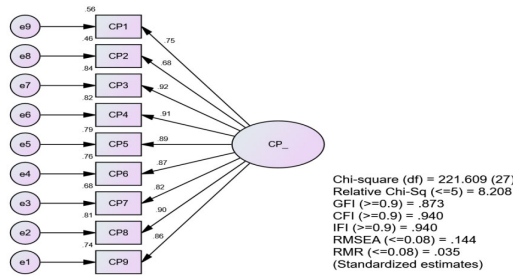 .56
e9 CP1 .75
.46
e8 CP2 .68
.84
e7 CP3 .92
.82
e6 CP4 .91
.79
e5 CP5 .89 CP_
.76
e4 CP6 .87
.68
e3 CP7 .82
.81
e2 CP8 .90
.74
e1 CP9 .86
Chi-square (df) = 221.609 (27)
Relative Chi-Sq (<=5) = 8.208
GFI (>=0.9) = .873
CFI (>=0.9) = .940
IFI (>=0.9) = .940
RMSEA (<=0.08) = .144
RMR (<=0.08) = .035
(Standardized estimates)